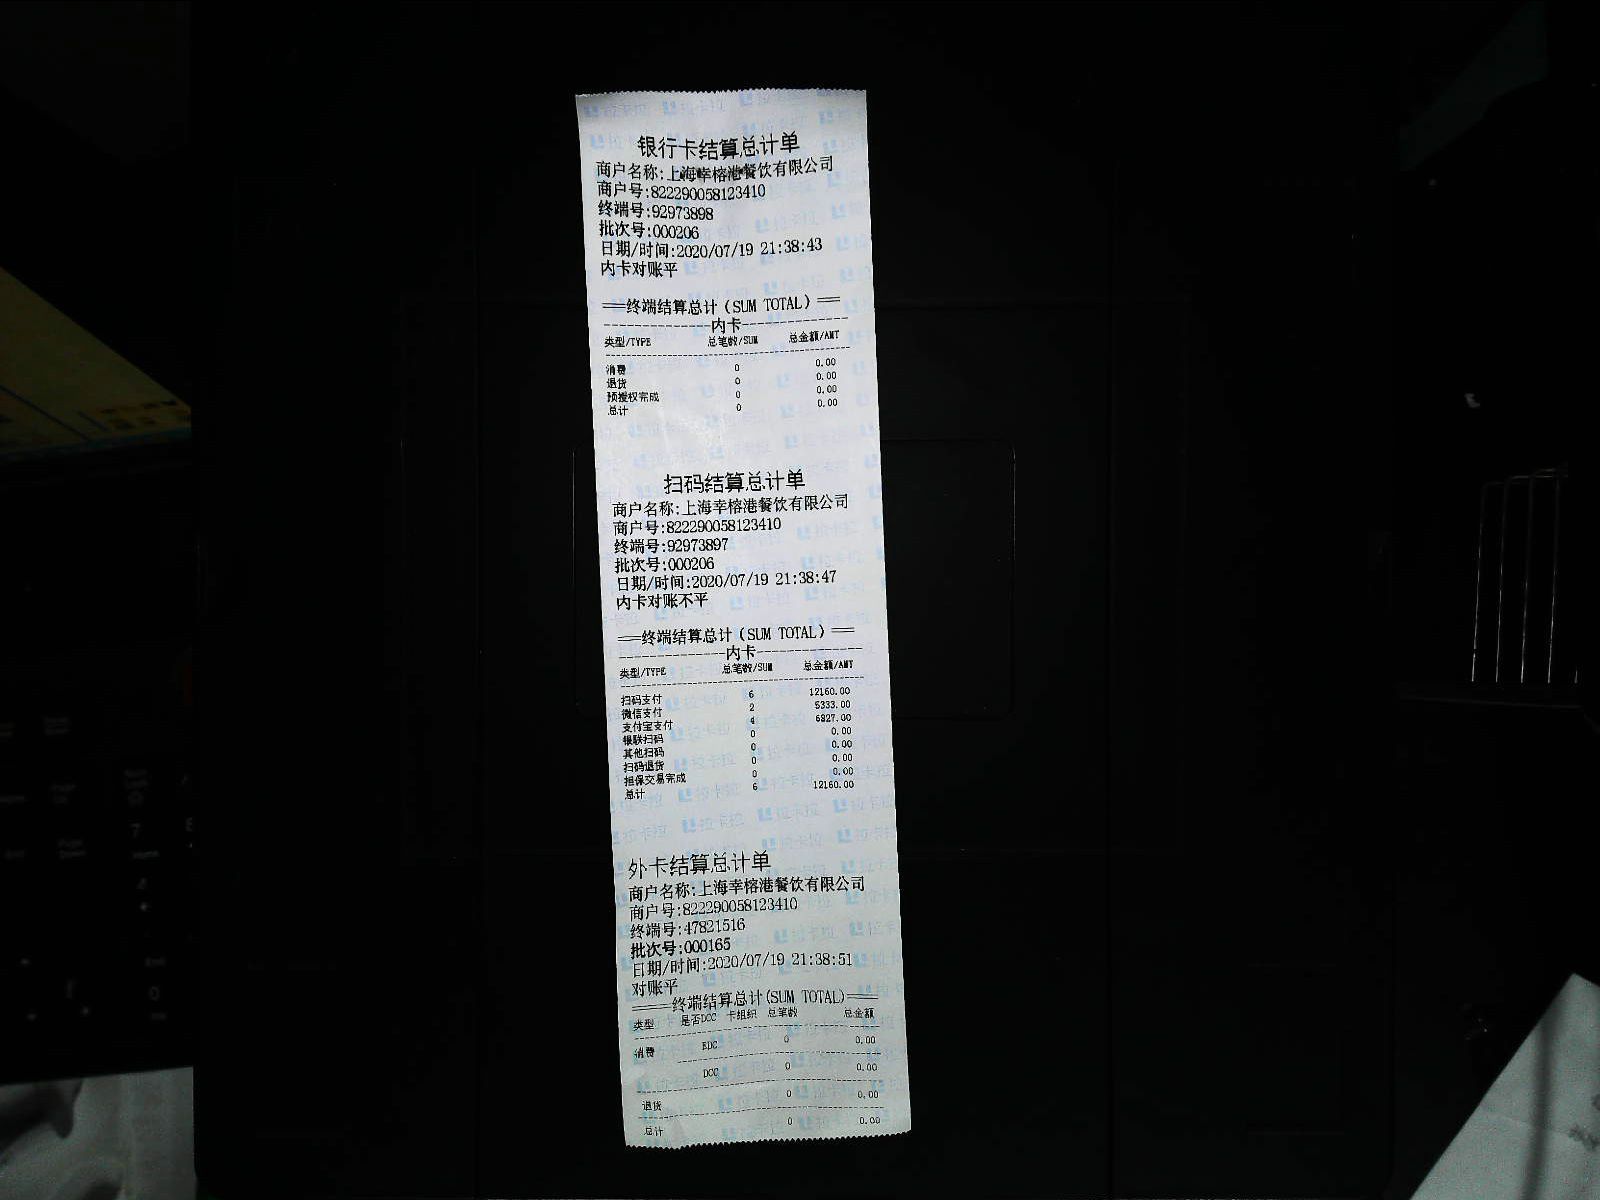 银行卡结算总计单
商户名称:上海幸榕港餐饮有限公司
商户号:822290058123410
终端号:92973898
批次号:000206
日期/时间:2020/07/19 21:38:43
内卡对账平
═══终端结算总计(SUM TOTAL)═══
----------------内卡----------------
类型/TYPE 总笔数/SUM 总金额/AMT
消费 0 0.00
退货 0 0.00
预授权完成 0 0.00
总计 0 0.00
扫码结算总计单
商户名称:上海幸榕港餐饮有限公司
商户号:822290058123410
终端号:92973897
批次号:000206
日期/时间:2020/07/19 21:38:47
内卡对账不平
═══终端结算总计(SUM TOTAL)═══
----------------内卡----------------
类型/TYPE 总笔数/SUM 总金额/AMT
扫码支付 6 12160.00
微信支付 2 5333.00
支付宝支付 4 6827.00
银联扫码 0 0.00
其他扫码 0 0.00
扫码退货 0 0.00
担保交易完成 0 0.00
总计 6 12160.00
外卡结算总计单
商户名称:上海幸榕港餐饮有限公司
商户号:822290058123410
终端号:47821516
批次号:000165
日期/时间:2020/07/19 21:38:51
对账平
═════终端结算总计(SUM TOTAL)════
类型 是否DCC 卡组织 总笔数 总金额
消费 EDC 0 0.00
DCC 0 0.00
退货 0 0.00
总计 0 0.00